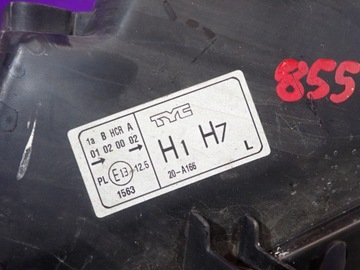 855
1a B HCR A
01 02 00 02
PL E13 12.5
1563
TYC
H1 H7
20-A166 L